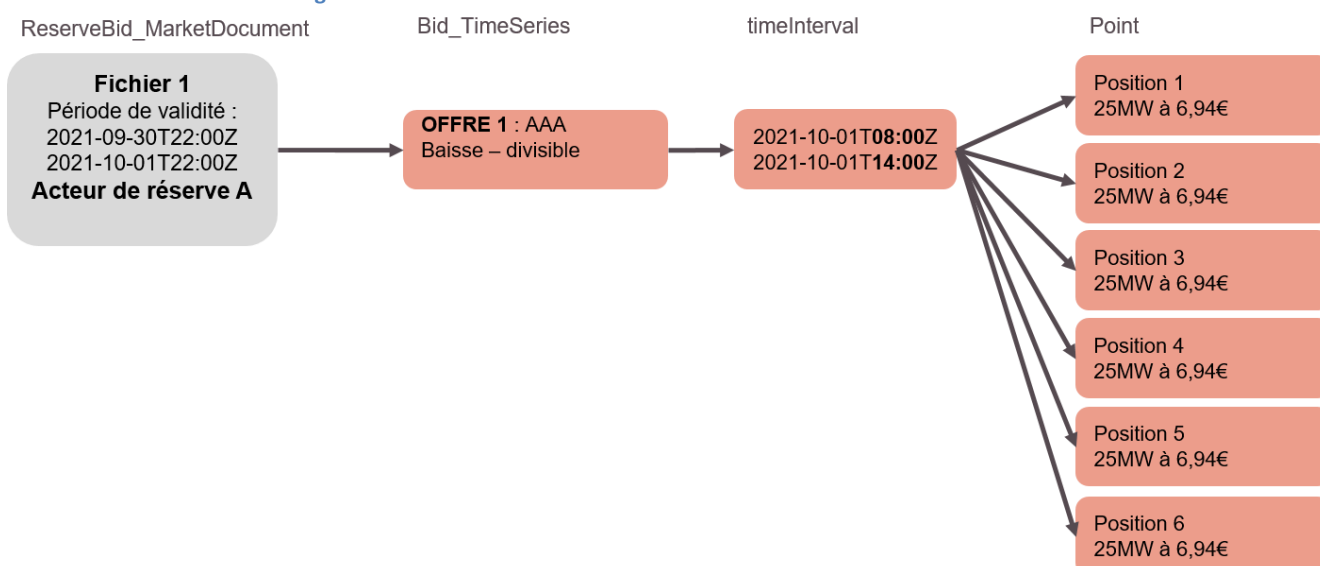 ReserveBid_MarketDocument
Bid_TimeSeries
timeInterval
Point
Fichier 1
Période de validité :
2021-09-30T22:00Z
2021-10-01T22:00Z
Acteur de réserve A
OFFRE 1 : AAA
Baisse – divisible
2021-10-01T08:00Z
2021-10-01T14:00Z
Position 1
25MW à 6,94€
Position 2
25MW à 6,94€
Position 3
25MW à 6,94€
Position 4
25MW à 6,94€
Position 5
25MW à 6,94€
Position 6
25MW à 6,94€